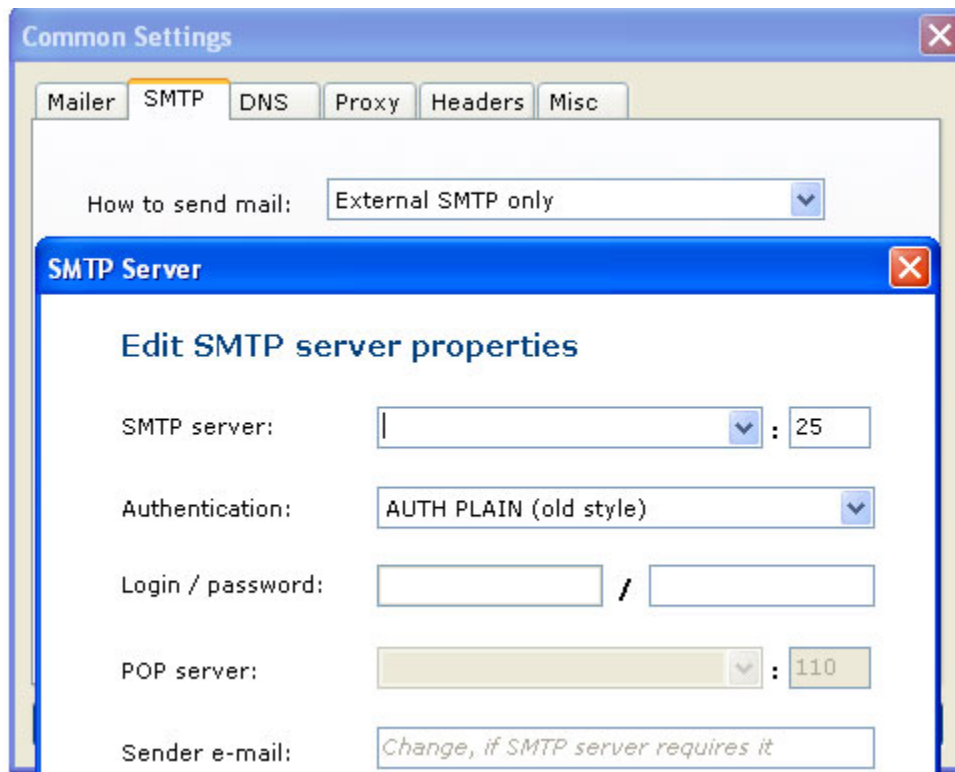 Common Settings
Mailer SMTP DNS Proxy Headers Misc
How to send mail: External SMTP only
SMTP Server
Edit SMTP server properties
SMTP server: : 25
Authentication: AUTH PLAIN (old style)
Login / password: /
POP server: : 110
Sender e-mail: Change, if SMTP server requires it